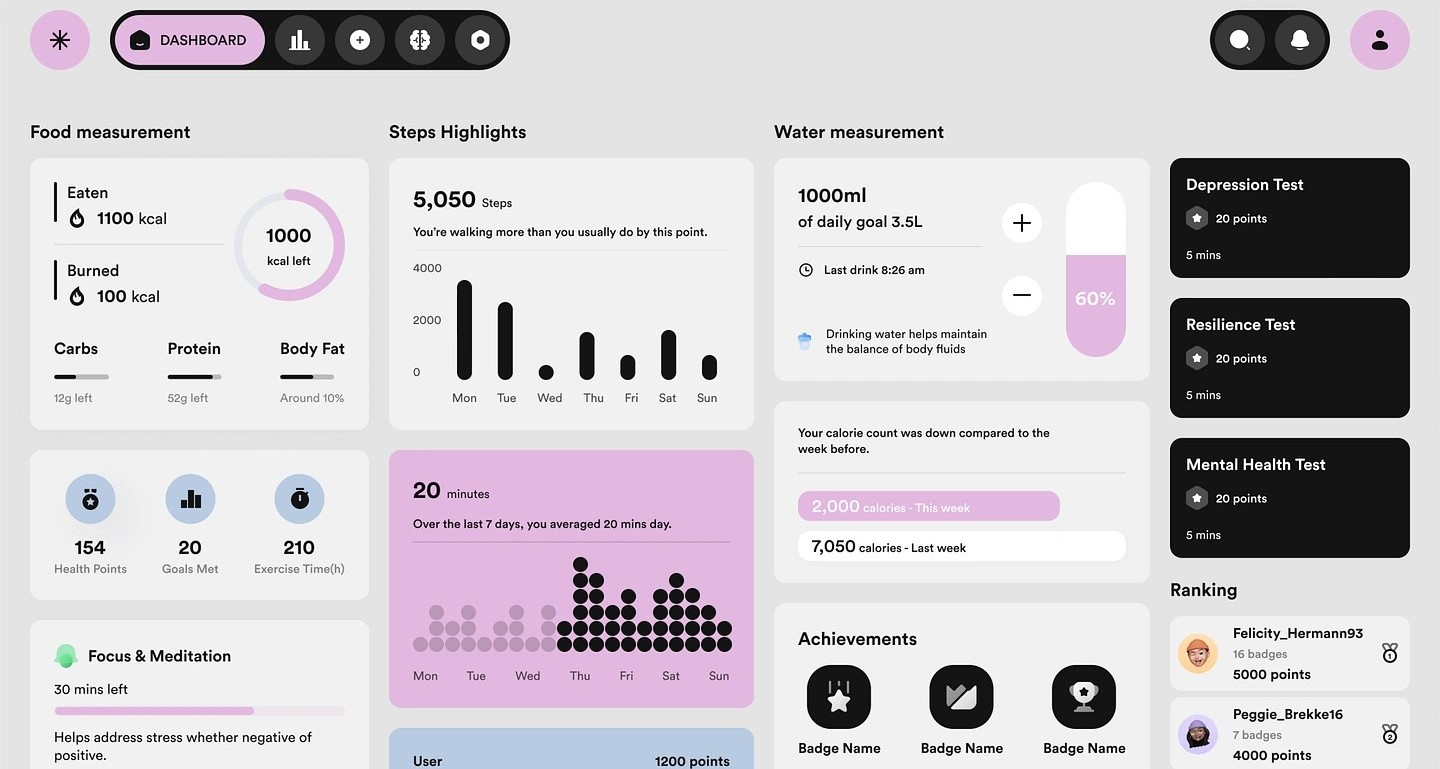 DASHBOARD
Food measurement
Eaten
1100 kcal
Burned
100 kcal
1000
kcal left
Carbs
Protein
Body Fat
12g left
52g left
Around 10%
154
20
210
Health Points
Goals Met
Exercise Time(h)
Focus & Meditation
30 mins left
Helps address stress whether negative of
positive.
Steps Highlights
5,050 Steps
You're walking more than you usually do by this point.
4000
2000
0
Mon
Tue
Wed
Thu
Fri
Sat
Sun
20 minutes
Over the last 7 days, you averaged 20 mins day.
Mon
Tue
Wed
Thu
Fri
Sat
Sun
User
1200 points
Water measurement
1000ml
of daily goal 3.5L
Last drink 8:26 am
Drinking water helps maintain
the balance of body fluids
60%
Your calorie count was down compared to the
week before.
2,000 calories - This week
7,050 calories - Last week
Achievements
Badge Name
Badge Name
Badge Name
Depression Test
20 points
5 mins
Resilience Test
20 points
5 mins
Mental Health Test
20 points
5 mins
Ranking
Felicity_Hermann93
16 badges
5000 points
1
Peggie_Brekke16
7 badges
4000 points
2